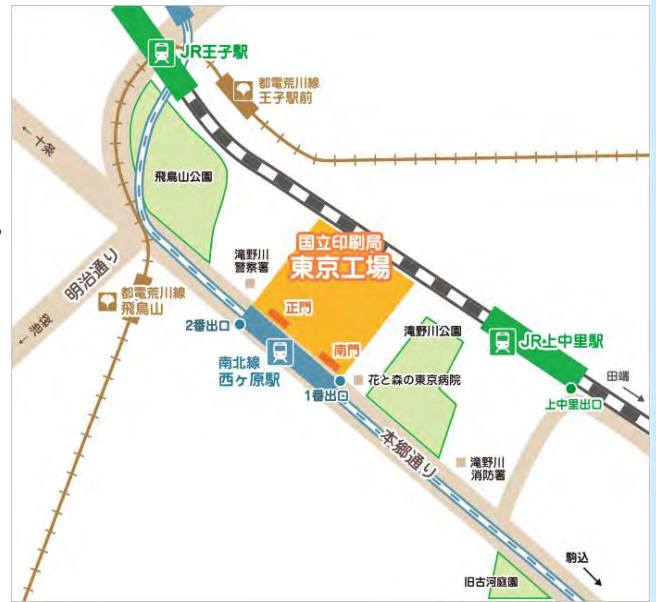 JR王子駅
都電荒川線
王子駅前
← 十条
飛鳥山公園
国立印刷局
東京工場
滝野川
警察署
明治通り
都電荒川線
飛鳥山
← 池袋
正門
2番出口
南門
滝野川公園
JR・上中里駅
南北線
西ヶ原駅
花と森の東京病院
1番出口
田端
→
上中里出口
本郷通り
滝野川
消防署
駒込
→
旧古河庭園